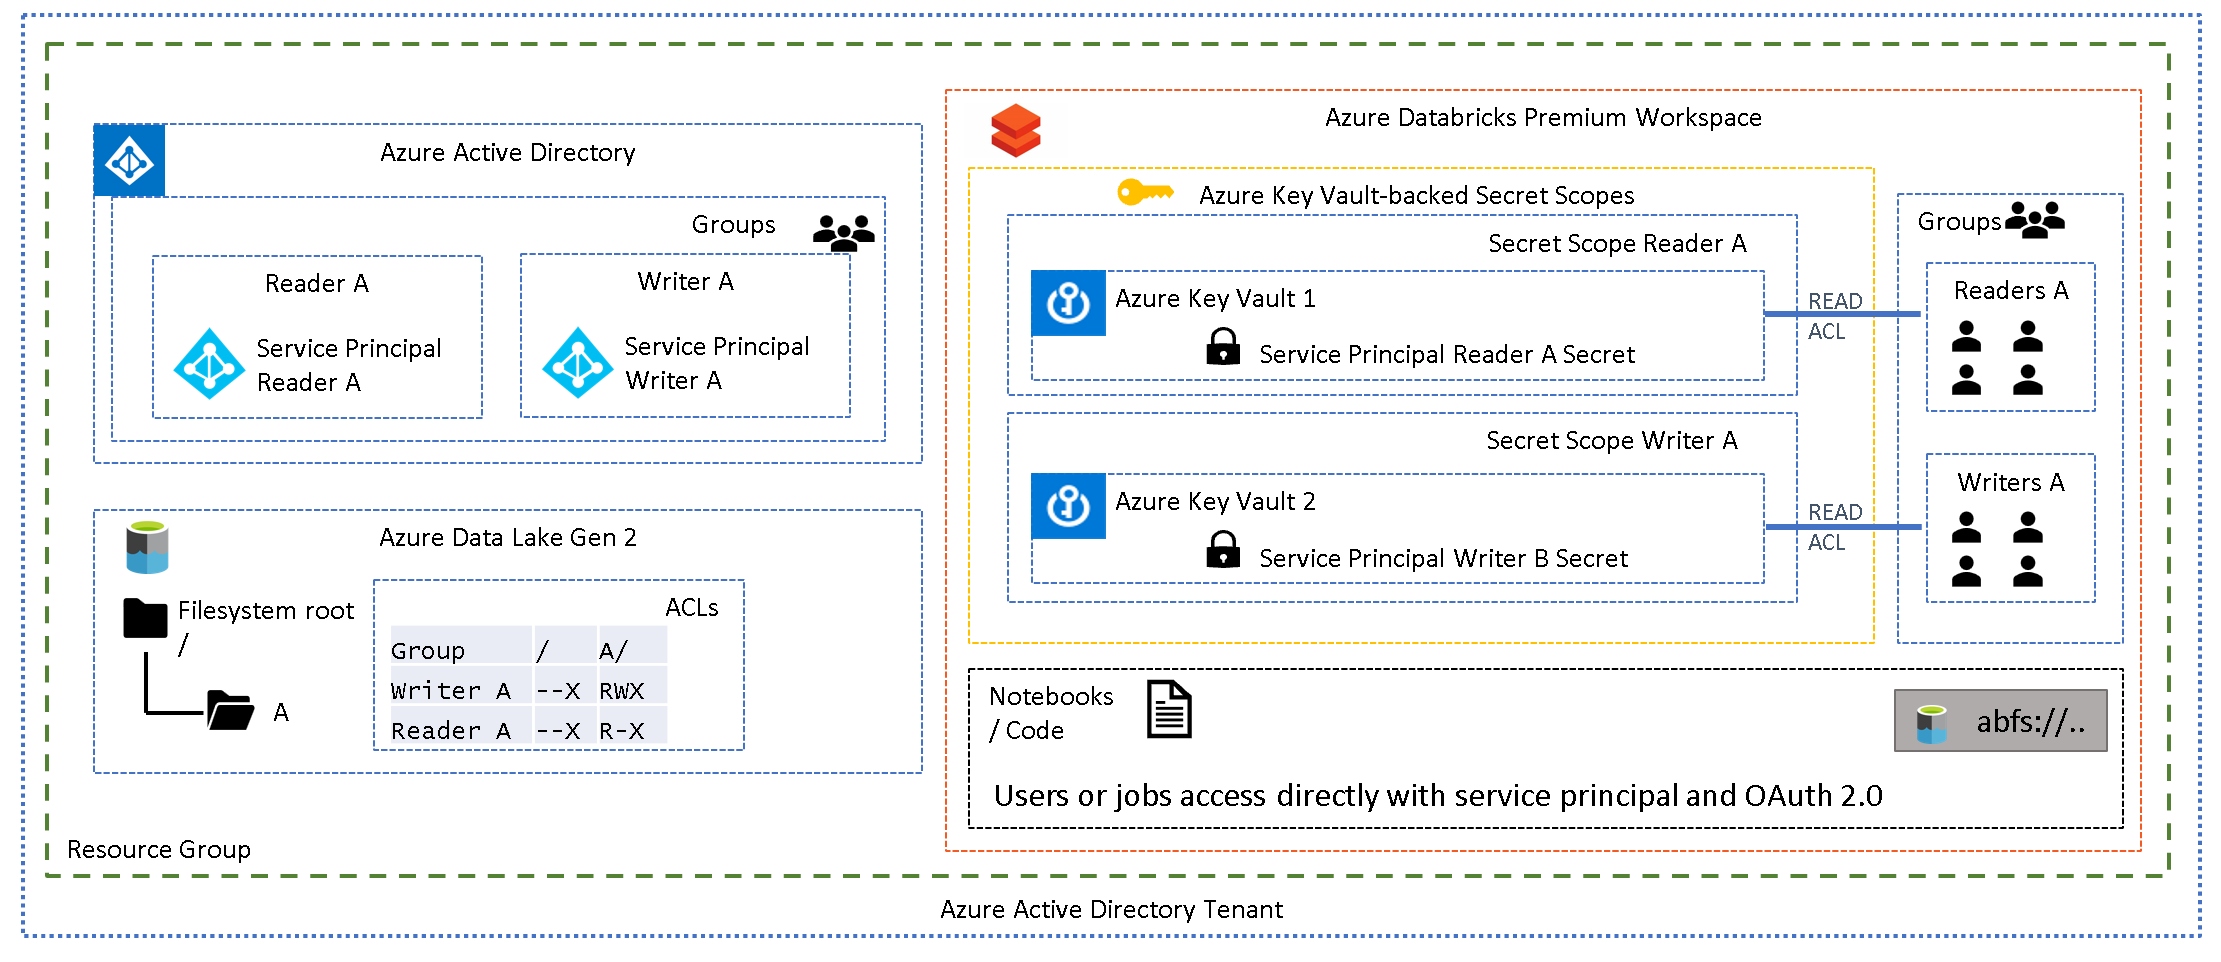 Azure Active Directory
Groups
Reader A
Service Principal
Reader A
Writer A
Service Principal
Writer A
Azure Data Lake Gen 2
Filesystem root
/
A
ACLs
Group / A/
Writer A --X RWX
Reader A --X R-X
Resource Group
Azure Databricks Premium Workspace
Azure Key Vault-backed Secret Scopes
Secret Scope Reader A
Azure Key Vault 1
Service Principal Reader A Secret
READ
ACL
Secret Scope Writer A
Azure Key Vault 2
Service Principal Writer B Secret
READ
ACL
Groups
Readers A
Writers A
Notebooks
/ Code
abfs://..
Users or jobs access directly with service principal and OAuth 2.0
Azure Active Directory Tenant